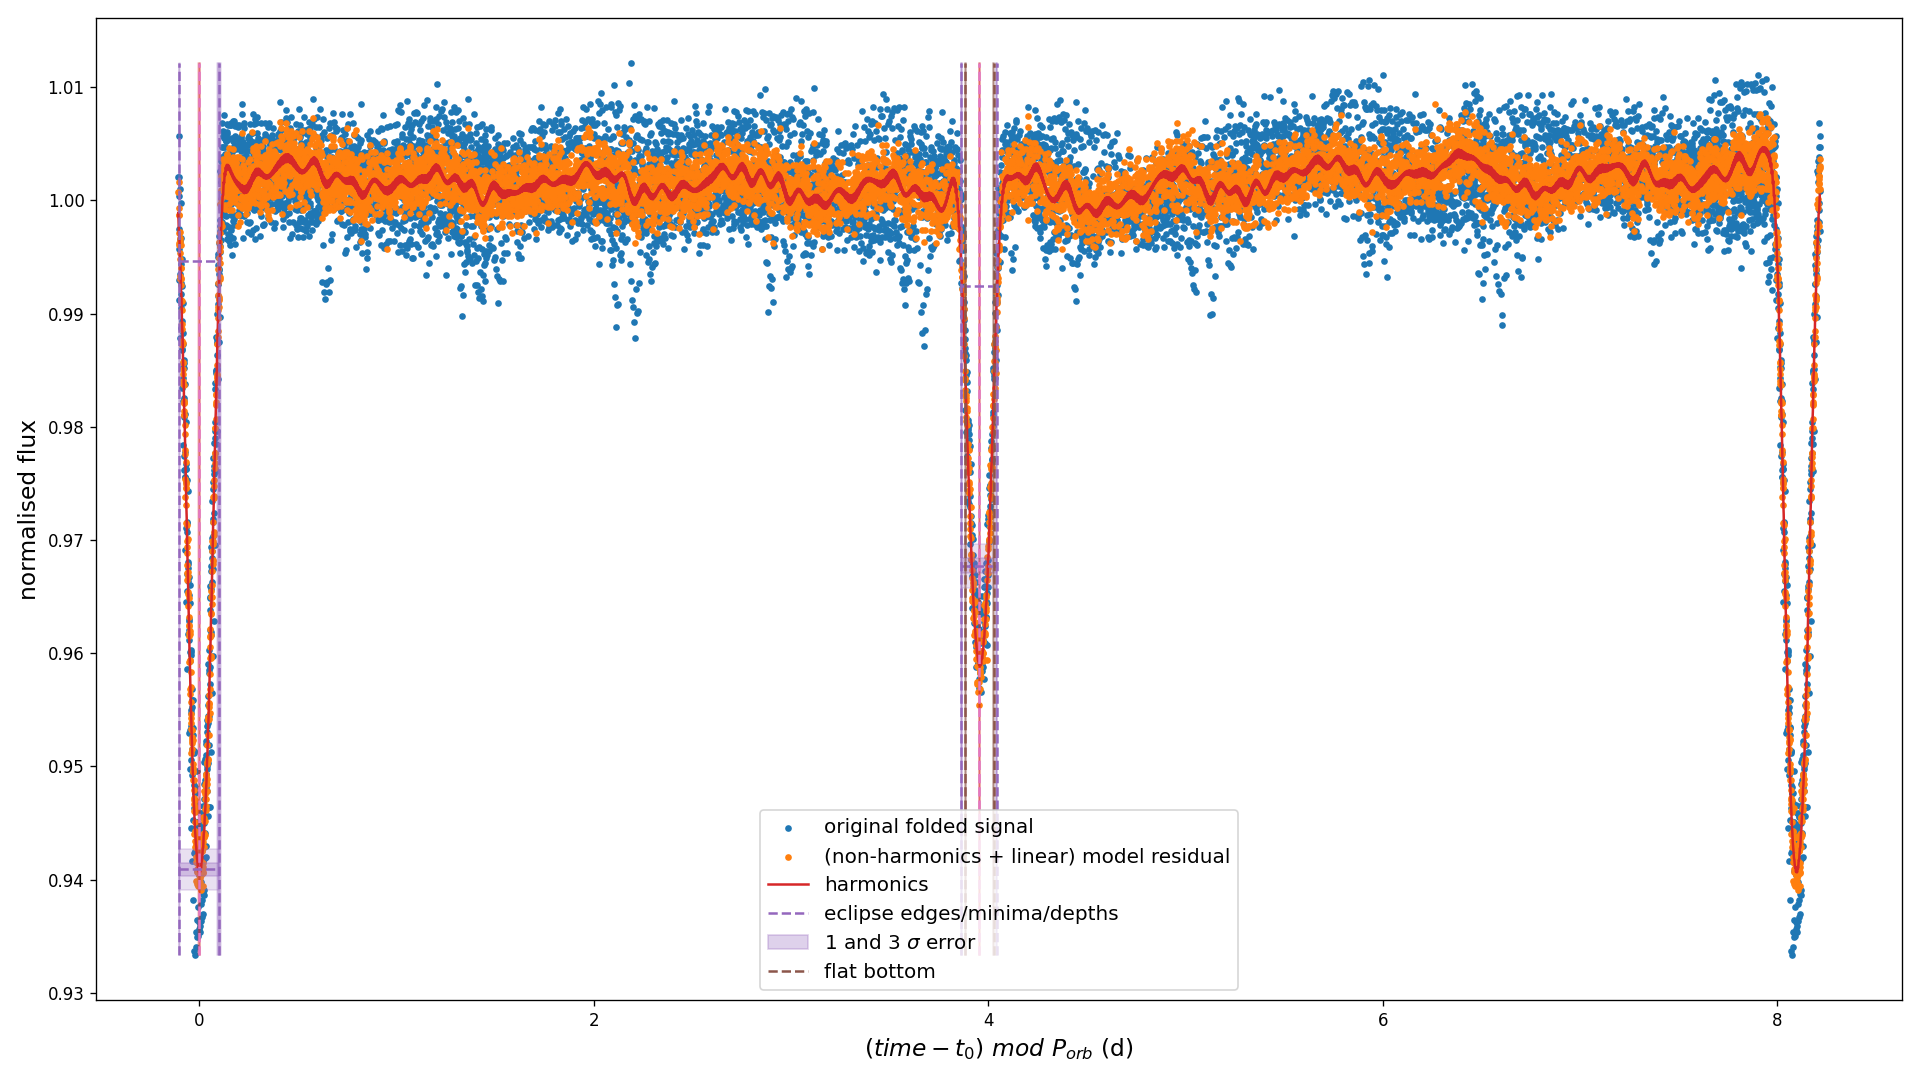 normalised flux
1.01
1.00
0.99
0.98
0.97
0.96
0.95
0.94
0.93
original folded signal
(non-harmonics + linear) model residual
harmonics
eclipse edges/minima/depths
1 and 3 σ error
flat bottom
0 2 4 6 8
(time − t₀) mod Pₒᵣb (d)